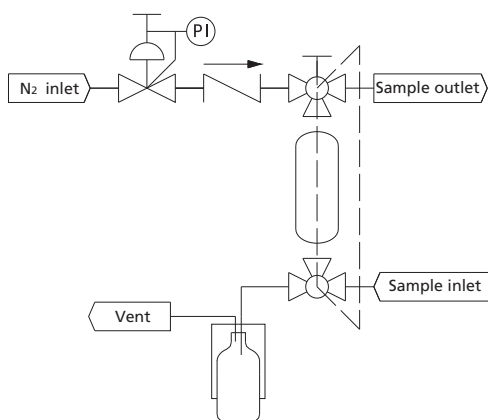 PI
N2 inlet
Sample outlet
Sample inlet
Vent